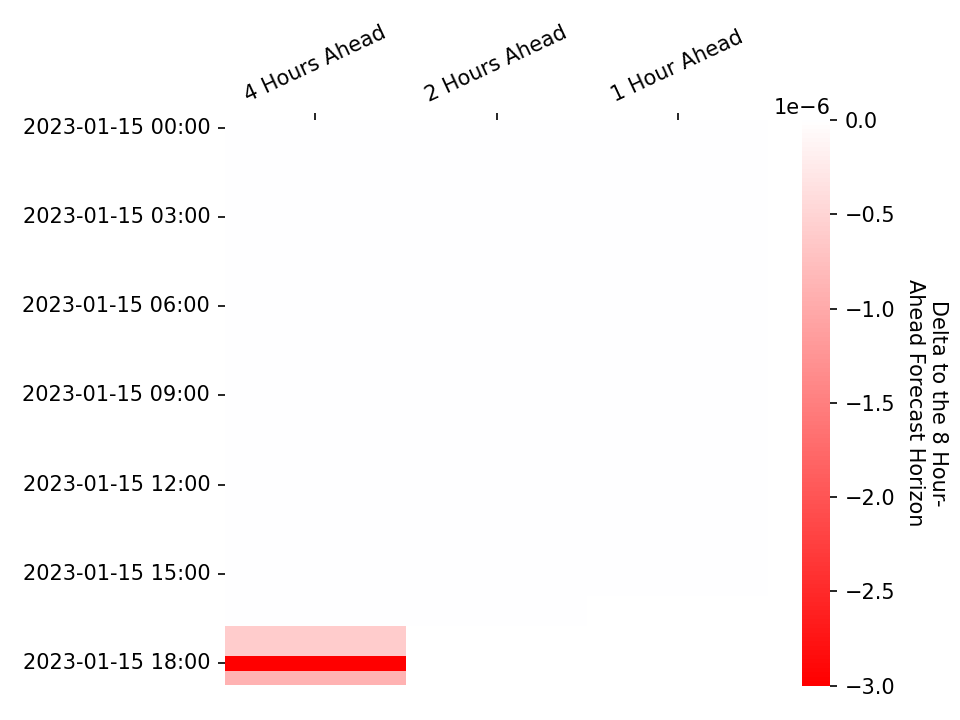 4 Hours Ahead
2 Hours Ahead
1 Hour Ahead
2023-01-15 00:00
2023-01-15 03:00
2023-01-15 06:00
2023-01-15 09:00
2023-01-15 12:00
2023-01-15 15:00
2023-01-15 18:00
1e−6
0.0
−0.5
−1.0
−1.5
−2.0
−2.5
−3.0
Delta to the 8 Hour-
Ahead Forecast Horizon